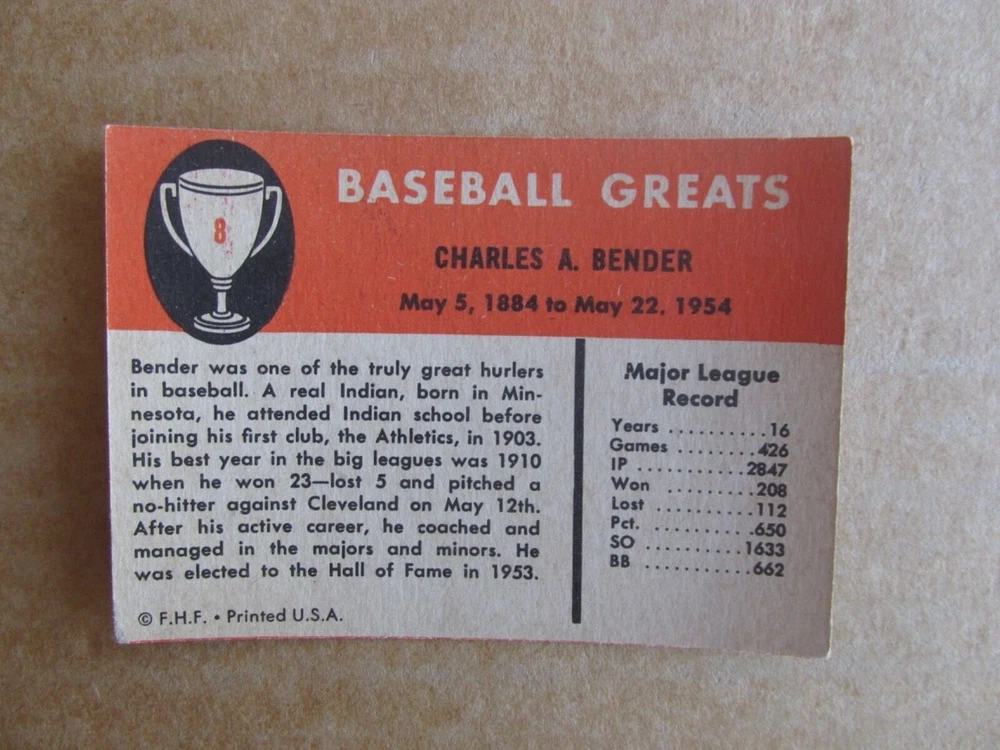 8
BASEBALL GREATS
CHARLES A. BENDER
May 5, 1884 to May 22, 1954
Bender was one of the truly great hurlers
in baseball. A real Indian, born in Min-
nesota, he attended Indian school before
joining his first club, the Athletics, in 1903.
His best year in the big leagues was 1910
when he won 23—lost 5 and pitched a
no-hitter against Cleveland on May 12th.
After his active career, he coached and
managed in the majors and minors. He
was elected to the Hall of Fame in 1953.
© F.H.F. • Printed U.S.A.
Major League
Record
Years ..........16
Games ........426
IP ............2847
Won .........208
Lost ..........112
Pct. ..........650
SO ..........1633
BB ...........662